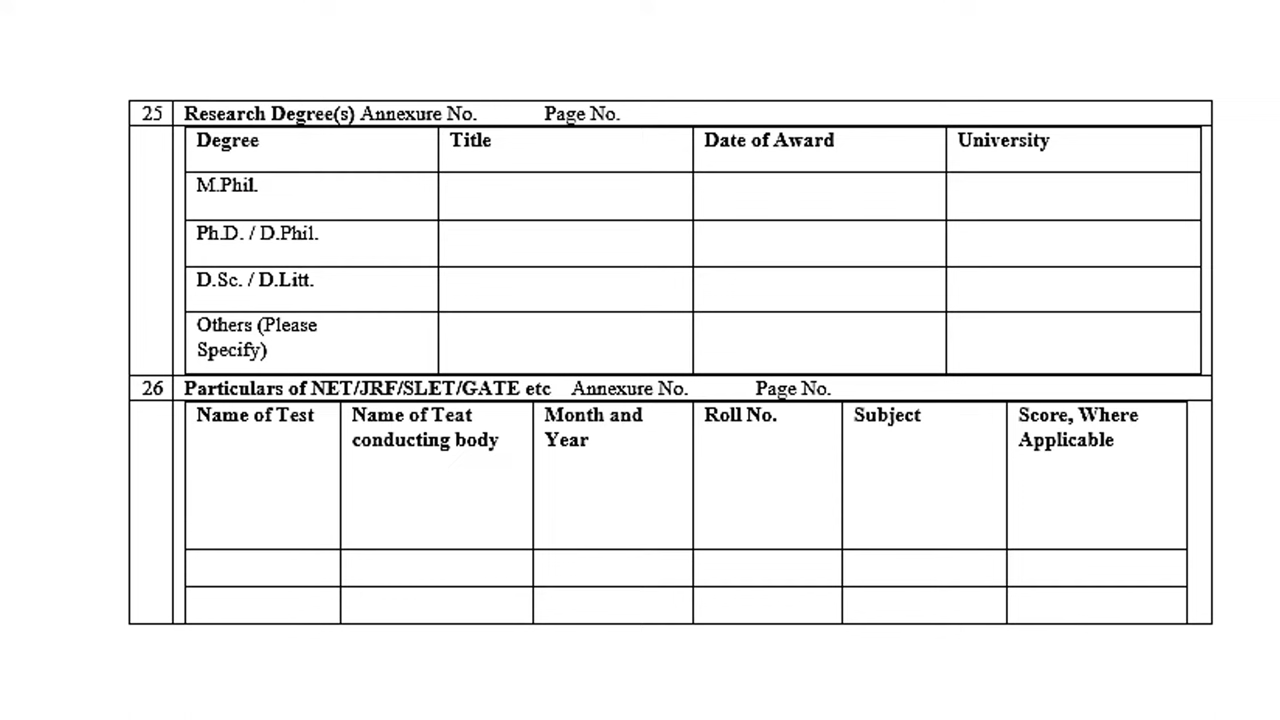 25 Research Degree(s) Annexure No. Page No.
Degree Title Date of Award University
M.Phil.
Ph.D. / D.Phil.
D.Sc. / D.Litt.
Others (Please
Specify)
26 Particulars of NET/JRF/SLET/GATE etc Annexure No. Page No.
Name of Test Name of Teat Month and Roll No. Subject Score, Where
conducting body Year Applicable